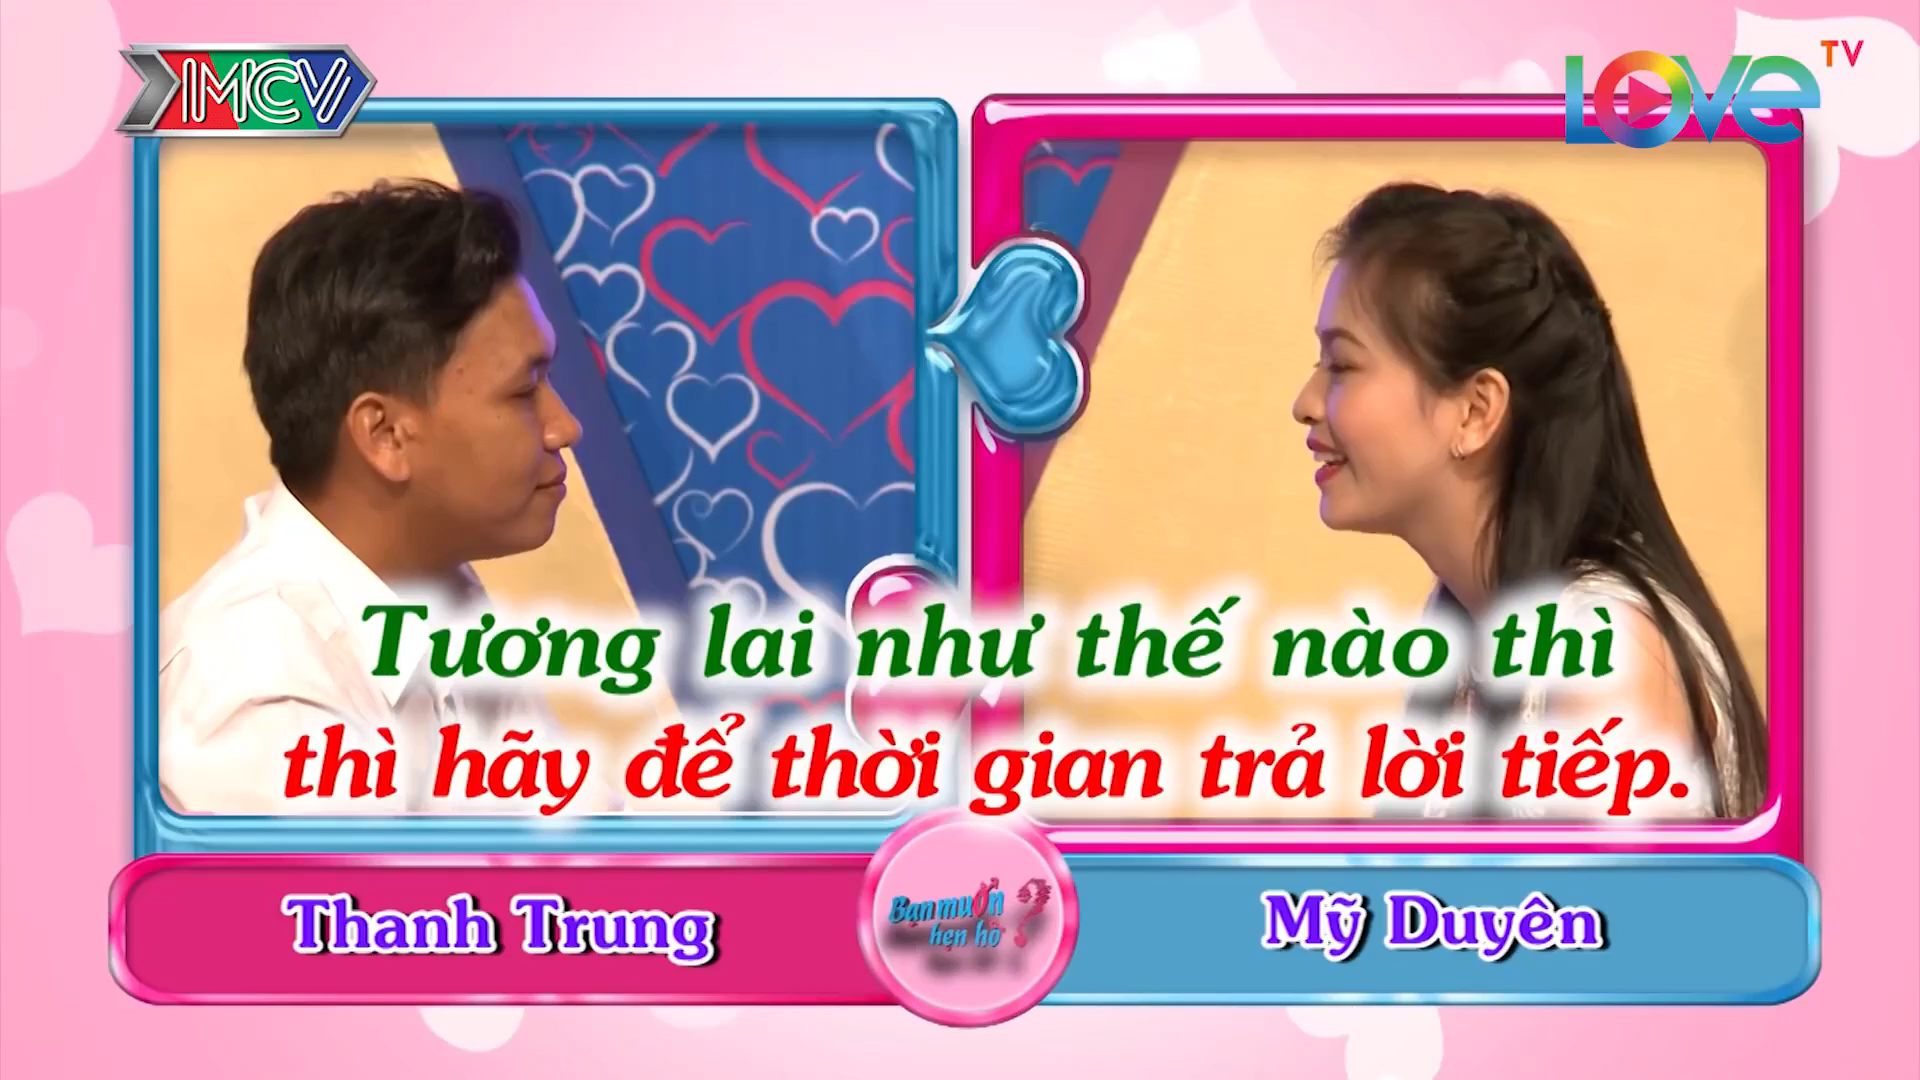 MCV
LOVE TV
Tương lai như thế nào thì
thì hãy để thời gian trả lời tiếp.
Thanh Trung
Bạn muốn
hẹn hò ?
Mỹ Duyên